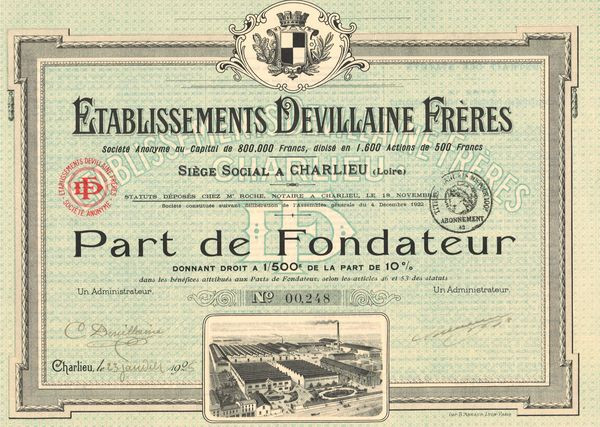 ETABLISSEMENTS DEVILLAINE FRÈRES
Société Anonyme au Capital de 800.000 Francs, divisé en 1.600 Actions de 500 Francs
SIÈGE SOCIAL A CHARLIEU (Loire)
STATUTS DÉPOSÉS CHEZ Me ROCHE, NOTAIRE A CHARLIEU, LE 18 NOVEMBRE
Société constituée suivant délibération de l'Assemblée générale du 4 Décembre 1922
ETABLISSEMENTS DEVILLAINE FRÈRES
SOCIÉTÉ ANONYME
ABONNEMENT
Part de Fondateur
DONNANT DROIT A 1/500e DE LA PART DE 10%
dans les bénéfices attribués aux Parts de Fondateur, selon les articles 46 et 53 des statuts
Un Administrateur.
Un Administrateur.
No 00,248
C. Devillaine
Charlieu, le 23 janvier 1925